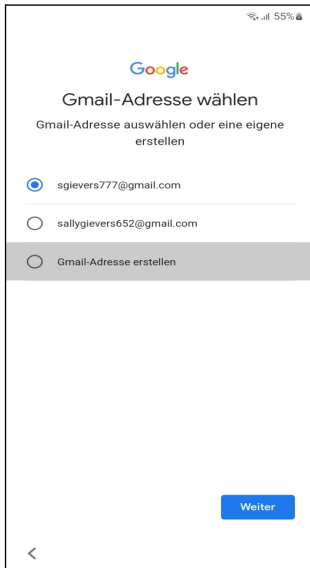 55%
Google
Gmail-Adresse wählen
Gmail-Adresse auswählen oder eine eigene
erstellen
sgievers777@gmail.com
sallygievers652@gmail.com
Gmail-Adresse erstellen
Weiter